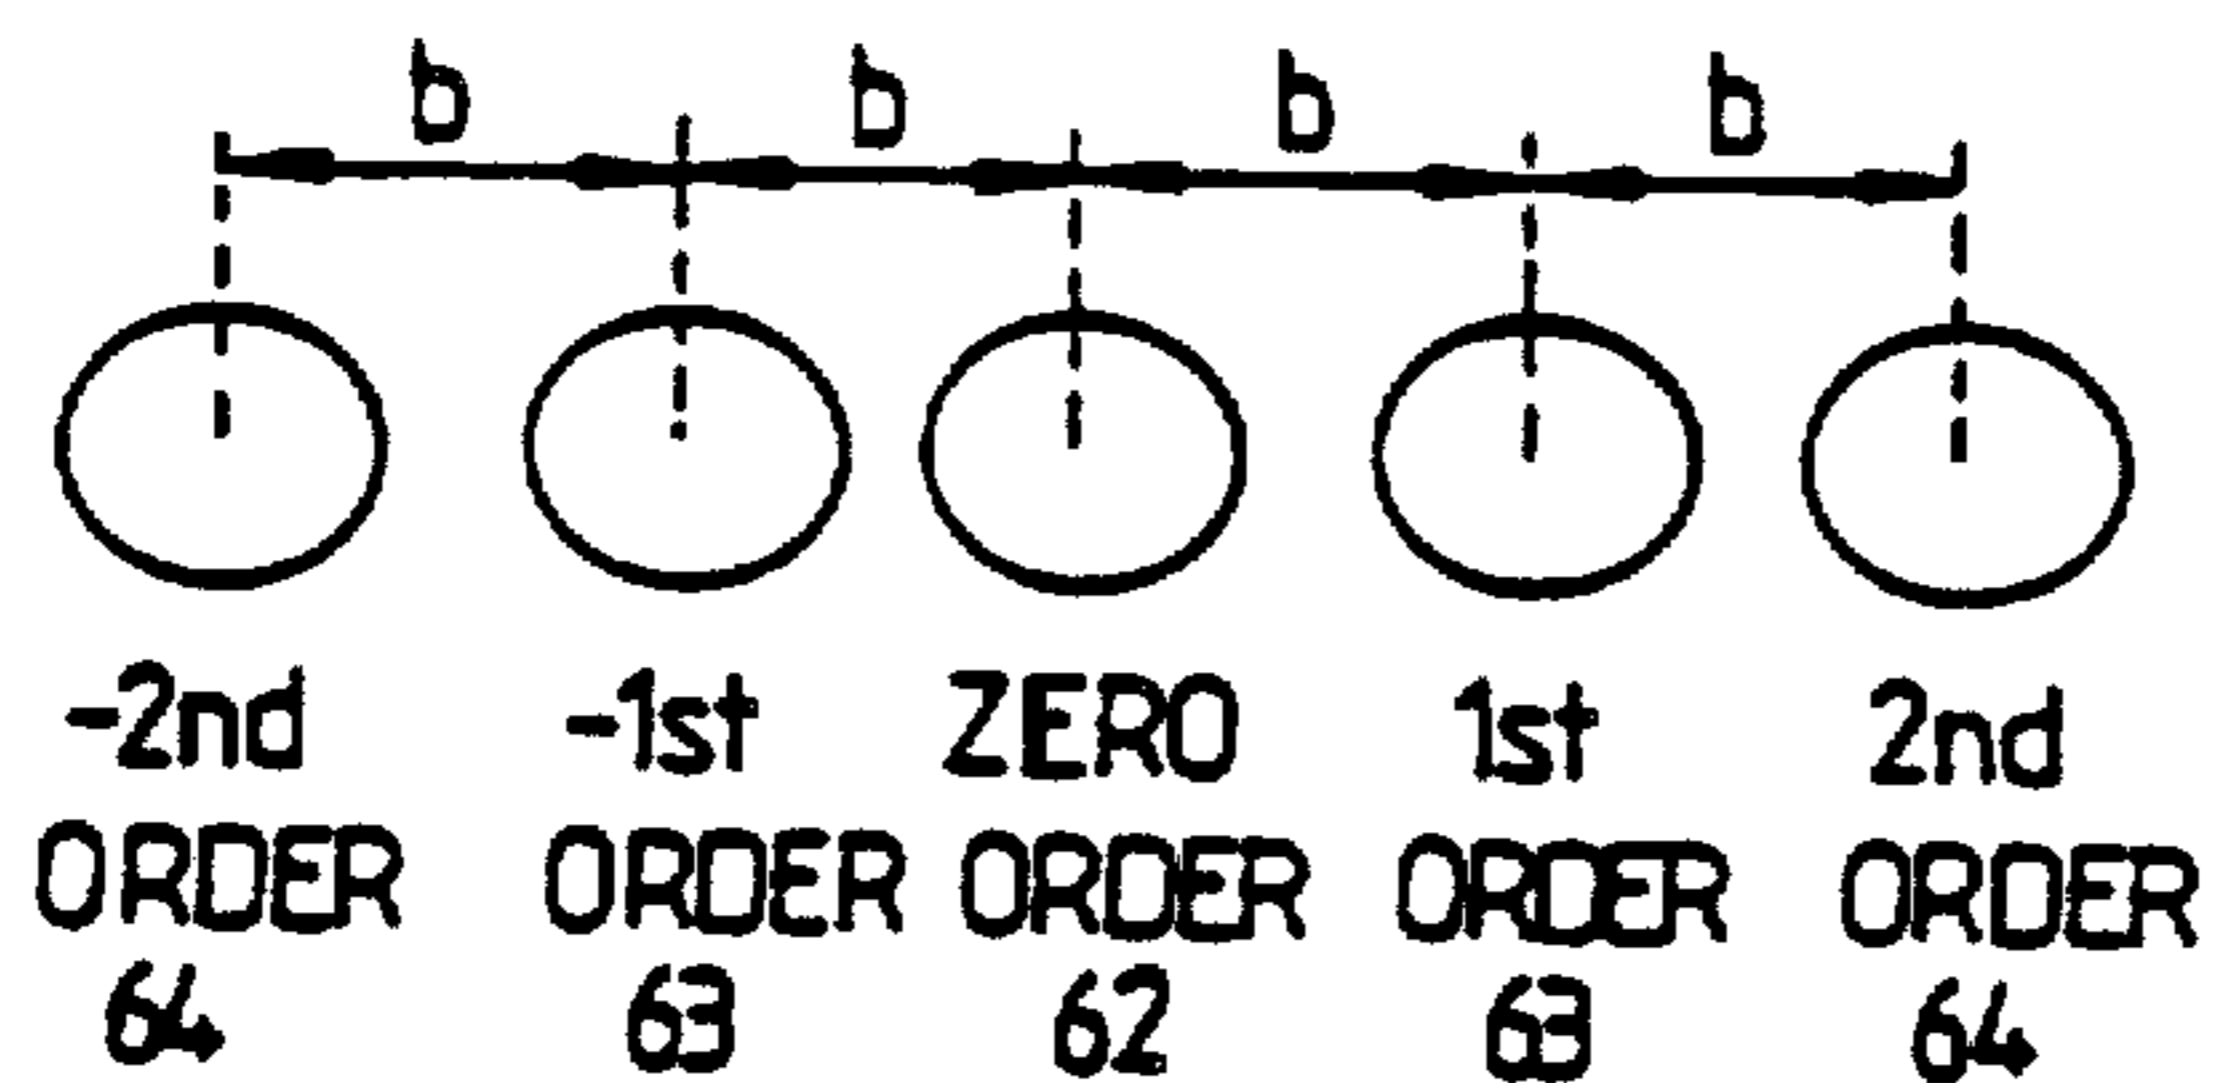 b b b b
-2nd -1st ZERO 1st 2nd
ORDER ORDER ORDER ORDER ORDER
64 63 62 63 64